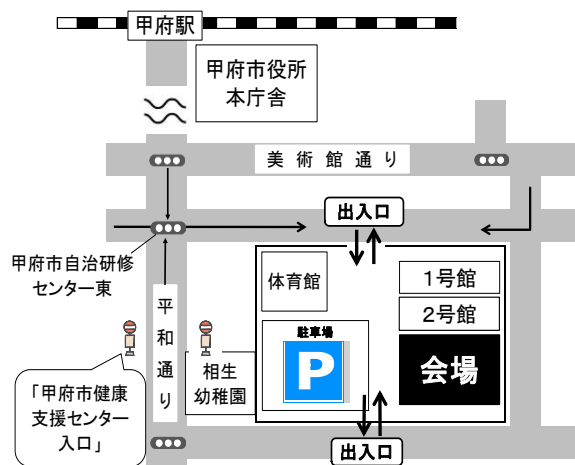 甲府駅
甲府市役所
本庁舎
美術館通り
出入口
甲府市自治研修
センター東
体育館
1号館
2号館
平和通り
駐車場
P
会場
相生
幼稚園
「甲府市健康
支援センター
入口」
出入口